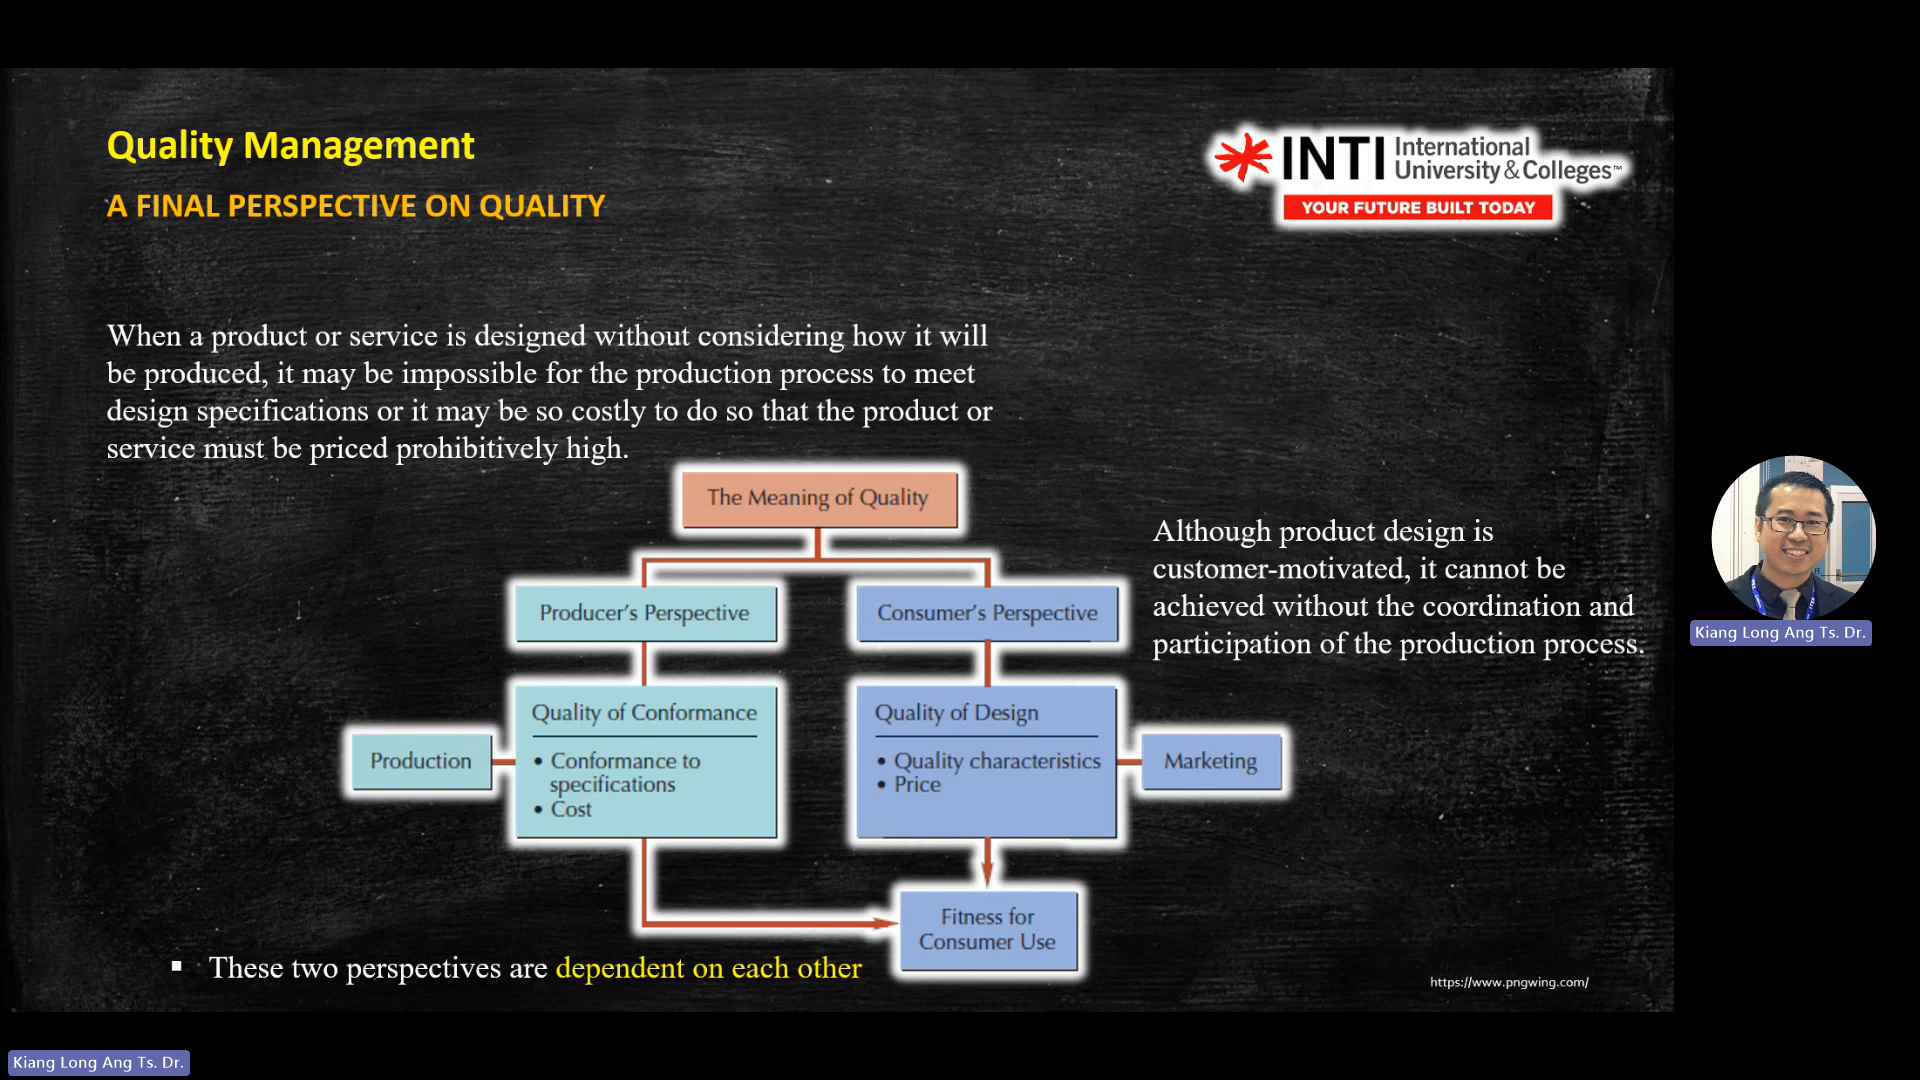 Quality Management
A FINAL PERSPECTIVE ON QUALITY
INTI International
University & Colleges™
YOUR FUTURE BUILT TODAY
When a product or service is designed without considering how it will
be produced, it may be impossible for the production process to meet
design specifications or it may be so costly to do so that the product or
service must be priced prohibitively high.
The Meaning of Quality
Producer's Perspective
Consumer's Perspective
Although product design is
customer-motivated, it cannot be
achieved without the coordination and
participation of the production process.
Production
Quality of Conformance
• Conformance to
specifications
• Cost
Quality of Design
• Quality characteristics
• Price
Marketing
Fitness for
Consumer Use
▪ These two perspectives are dependent on each other
https://www.pngwing.com/
Kiang Long Ang Ts. Dr.
Kiang Long Ang Ts. Dr.